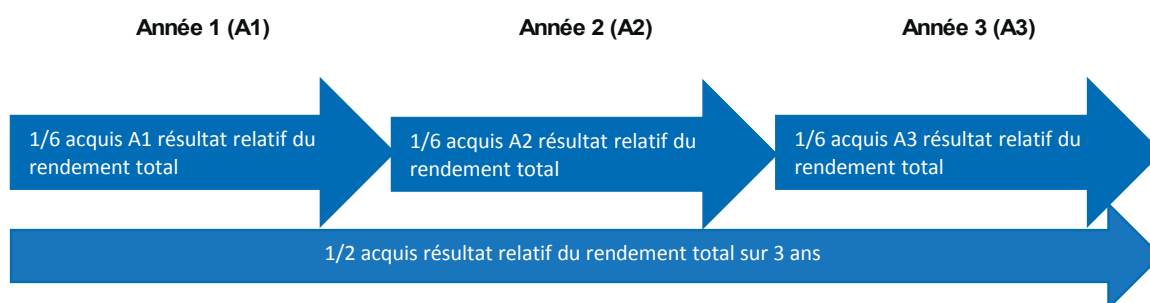 Année 1 (A1)
Année 2 (A2)
Année 3 (A3)
1/6 acquis A1 résultat relatif du
rendement total
1/6 acquis A2 résultat relatif du
rendement total
1/6 acquis A3 résultat relatif du
rendement total
1/2 acquis résultat relatif du rendement total sur 3 ans